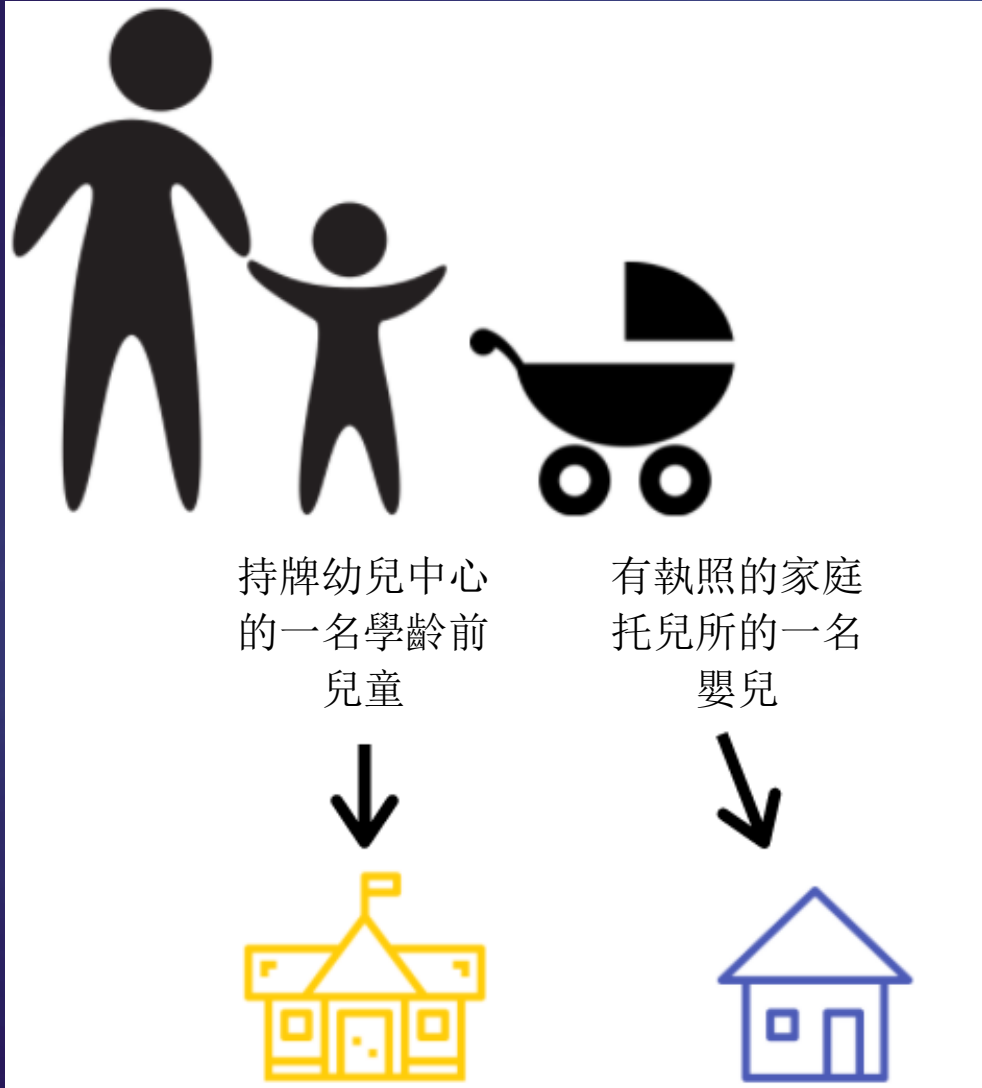 持牌幼兒中心
的一名學齡前
兒童
有執照的家庭
托兒所的一名
嬰兒